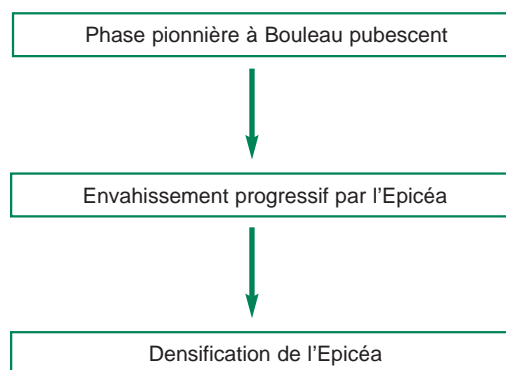 Phase pionnière à Bouleau pubescent
Envahissement progressif par l'Epicéa
Densification de l'Epicéa